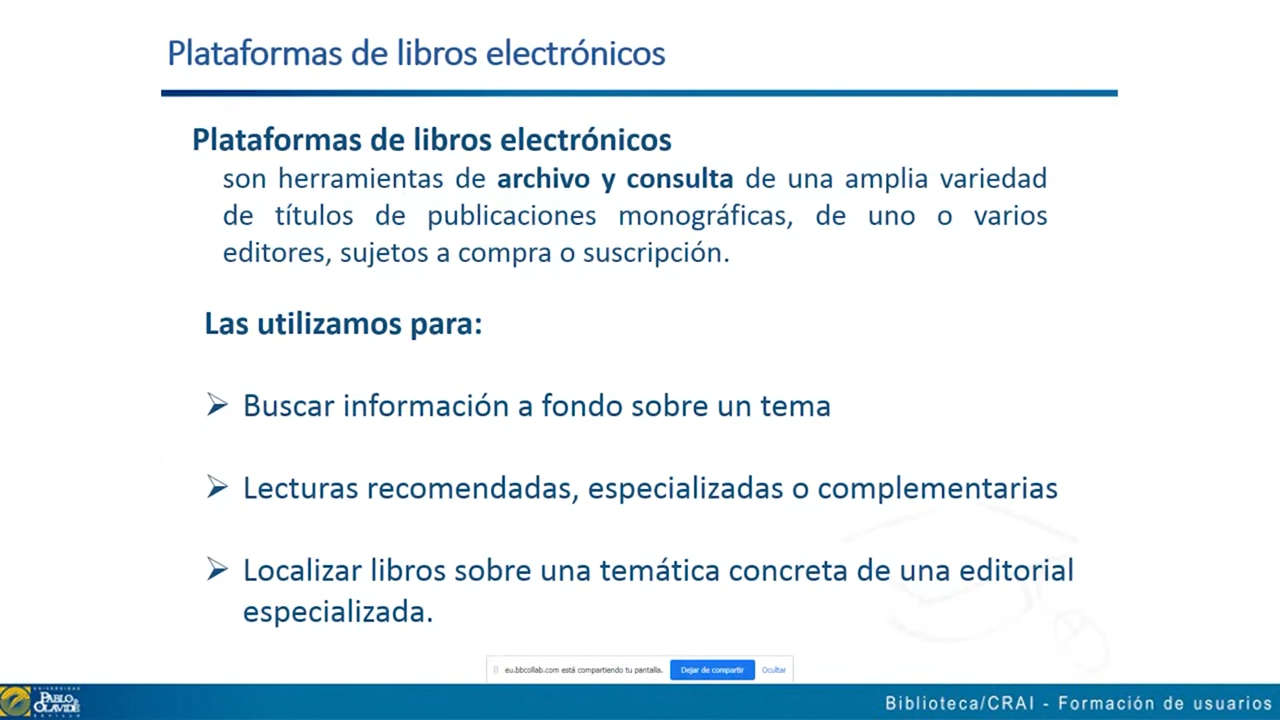 Plataformas de libros electrónicos
Plataformas de libros electrónicos
son herramientas de archivo y consulta de una amplia variedad
de títulos de publicaciones monográficas, de uno o varios
editores, sujetos a compra o suscripción.
Las utilizamos para:
Buscar información a fondo sobre un tema
Lecturas recomendadas, especializadas o complementarias
Localizar libros sobre una temática concreta de una editorial
especializada.
eu.bbcollab.com está compartiendo tu pantalla.
Dejar de compartir
Ocultar
UNIVERSIDAD
PABLO DE
OLAVIDE
SEVILLA
Biblioteca/CRAI - Formación de usuarios